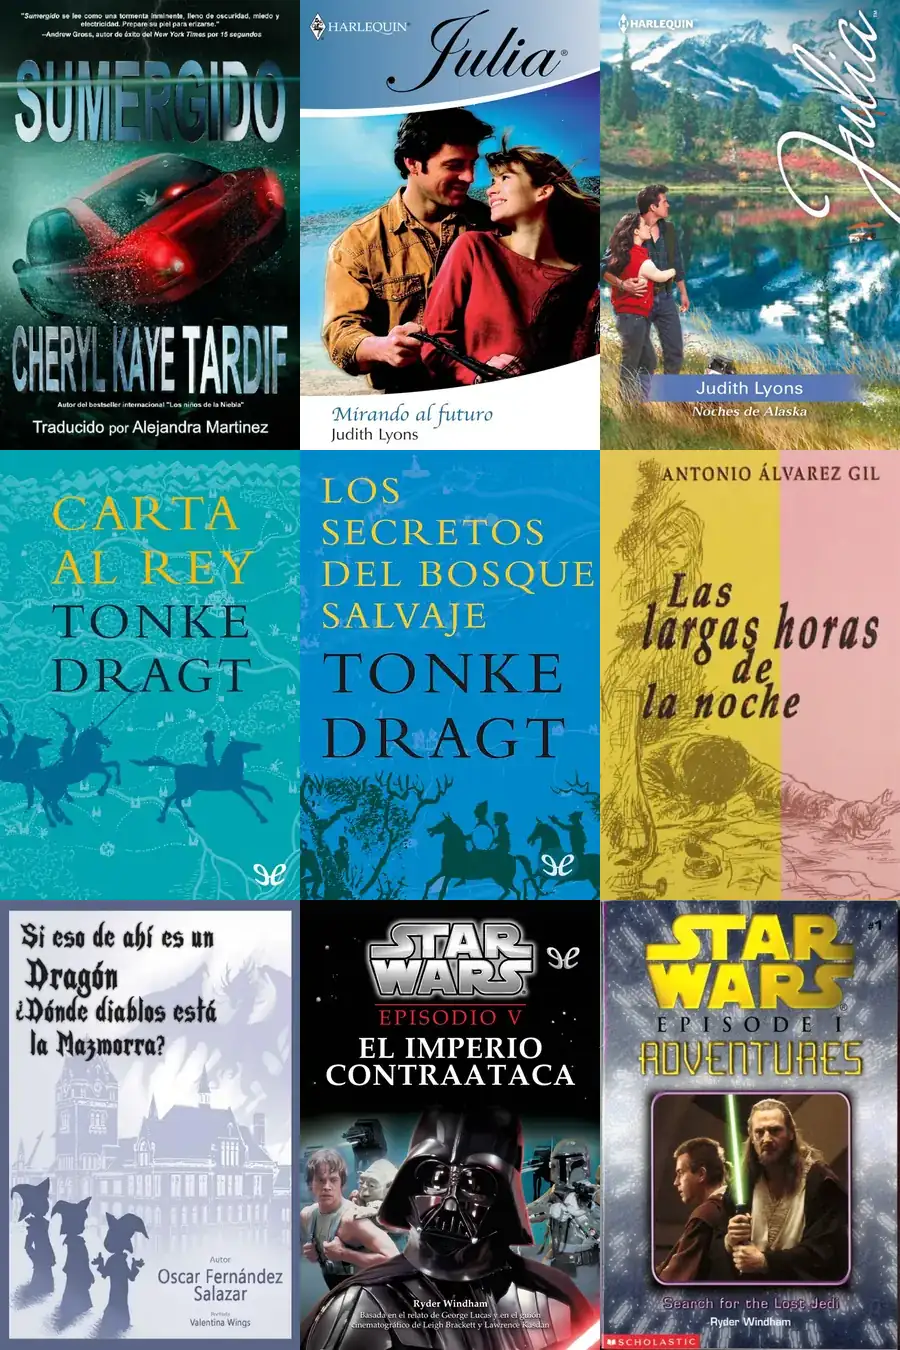 "Sumergido se lee como una tormenta inminente, lleno de oscuridad, miedo y
electricidad. Prepare su piel para erizarse."
~Andrew Gross, autor de éxito del New York Times por 15 segundos
SUMERGIDO
CHERYL KAYE TARDIF
Autor del bestseller internacional "Los niños de la Niebla"
Traducido por Alejandra Martinez
HARLEQUIN™
Julia®
Mirando al futuro
Judith Lyons
HARLEQUIN™
Julia™
Judith Lyons
Noches de Alaska
CARTA
AL REY
TONKE
DRAGT
LOS
SECRETOS
DEL BOSQUE
SALVAJE
TONKE
DRAGT
ANTONIO ÁLVAREZ GIL
Las
largas horas
de
la noche
Si eso de ahí es un
Dragón
¿Dónde diablos está
la Mazmorra?
Autor
Oscar Fernández
Salazar
Portada
Valentina Wings
STAR
WARS
EPISODIO V
EL IMPERIO
CONTRAATACA
Ryder Windham
Basada en el relato de George Lucas y en el guión
cinematográfico de Leigh Brackett y Lawrence Kasdan
#1
STAR
WARS®
EPISODE I
ADVENTURES
Search for the Lost Jedi
Ryder Windham
SCHOLASTIC